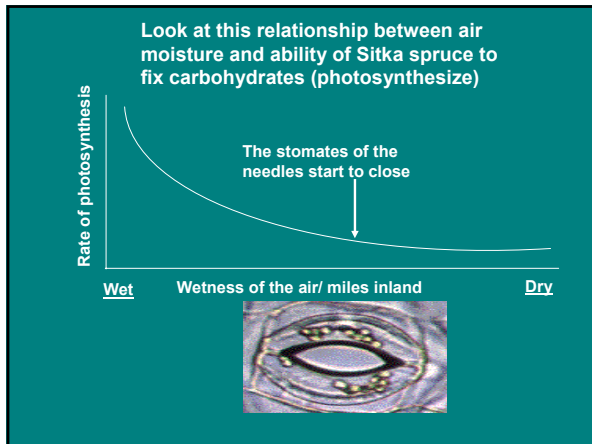 Look at this relationship between air
moisture and ability of Sitka spruce to
fix carbohydrates (photosynthesize)
Rate of photosynthesis
The stomates of the
needles start to close
Wet
Wetness of the air/ miles inland
Dry